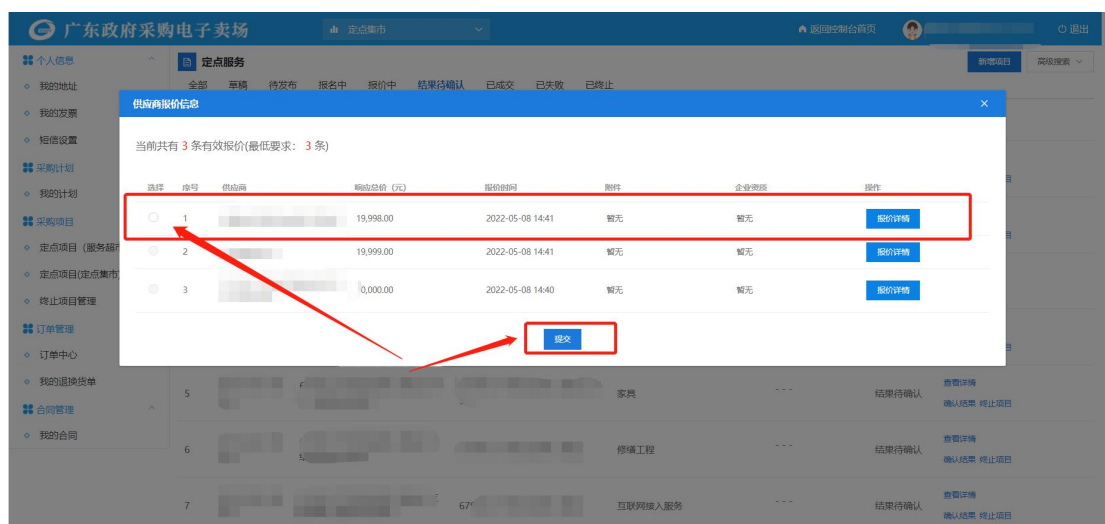 广东政府采购电子卖场
定点集市
返回控制台首页
退出
个人信息
我的地址
我的发票
短信设置
采购计划
我的计划
采购项目
定点项目（服务超市
定点项目(定点集市)
终止项目管理
订单管理
订单中心
我的退换货单
合同管理
我的合同
定点服务
新增项目 高级搜索
全部 草稿 待发布 报名中 报价中 结果待确认 已成交 已失败 已终止
供应商报价信息
当前共有 3 条有效报价(最低要求： 3 条)
选择 序号 供应商 响应总价（元） 报价时间 附件 企业资质 操作
1 19,998.00 2022-05-08 14:41 暂无 暂无 报价详情
2 19,999.00 2022-05-08 14:41 暂无 暂无 报价详情
3 0,000.00 2022-05-08 14:40 暂无 暂无 报价详情
提交
5 家具 --- 结果待确认 查看详情
确认结果 终止项目
6 修缮工程 --- 结果待确认 查看详情
确认结果 终止项目
7 67 互联网接入服务 --- 结果待确认 查看详情
确认结果 终止项目